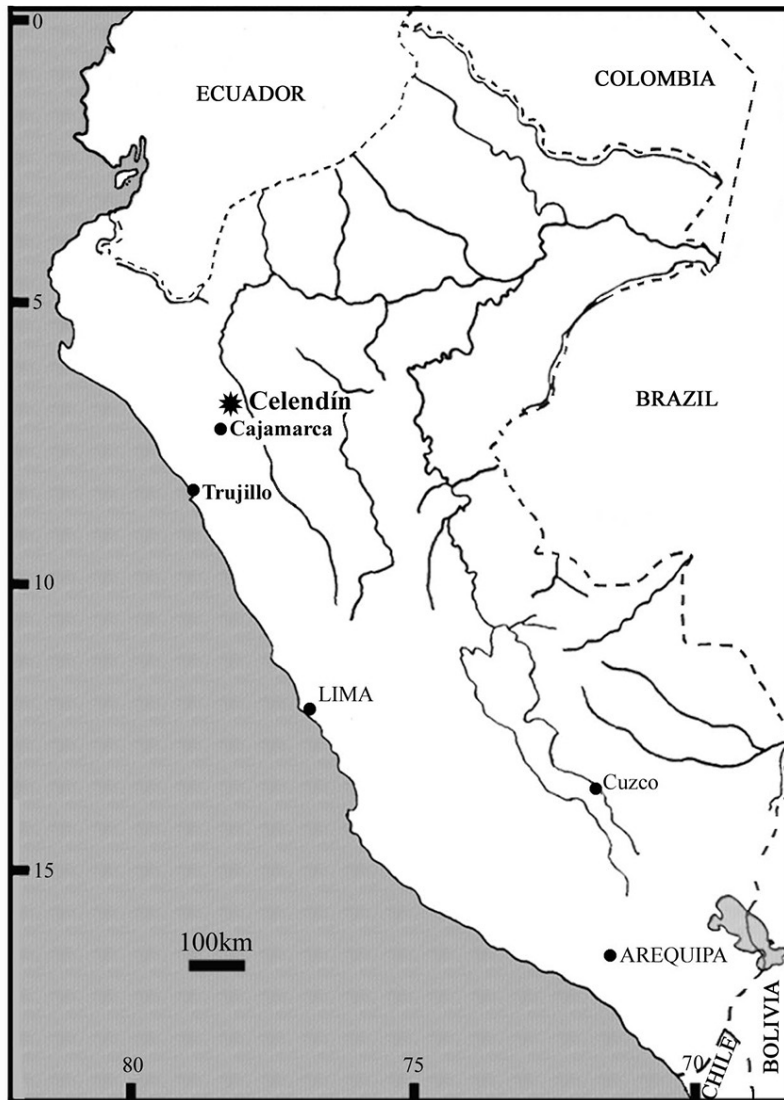 0
COLOMBIA
ECUADOR
5
Celendín
BRAZIL
Cajamarca
Trujillo
10
LIMA
Cuzco
15
100km
AREQUIPA
BOLIVIA
CHILE
80
75
70